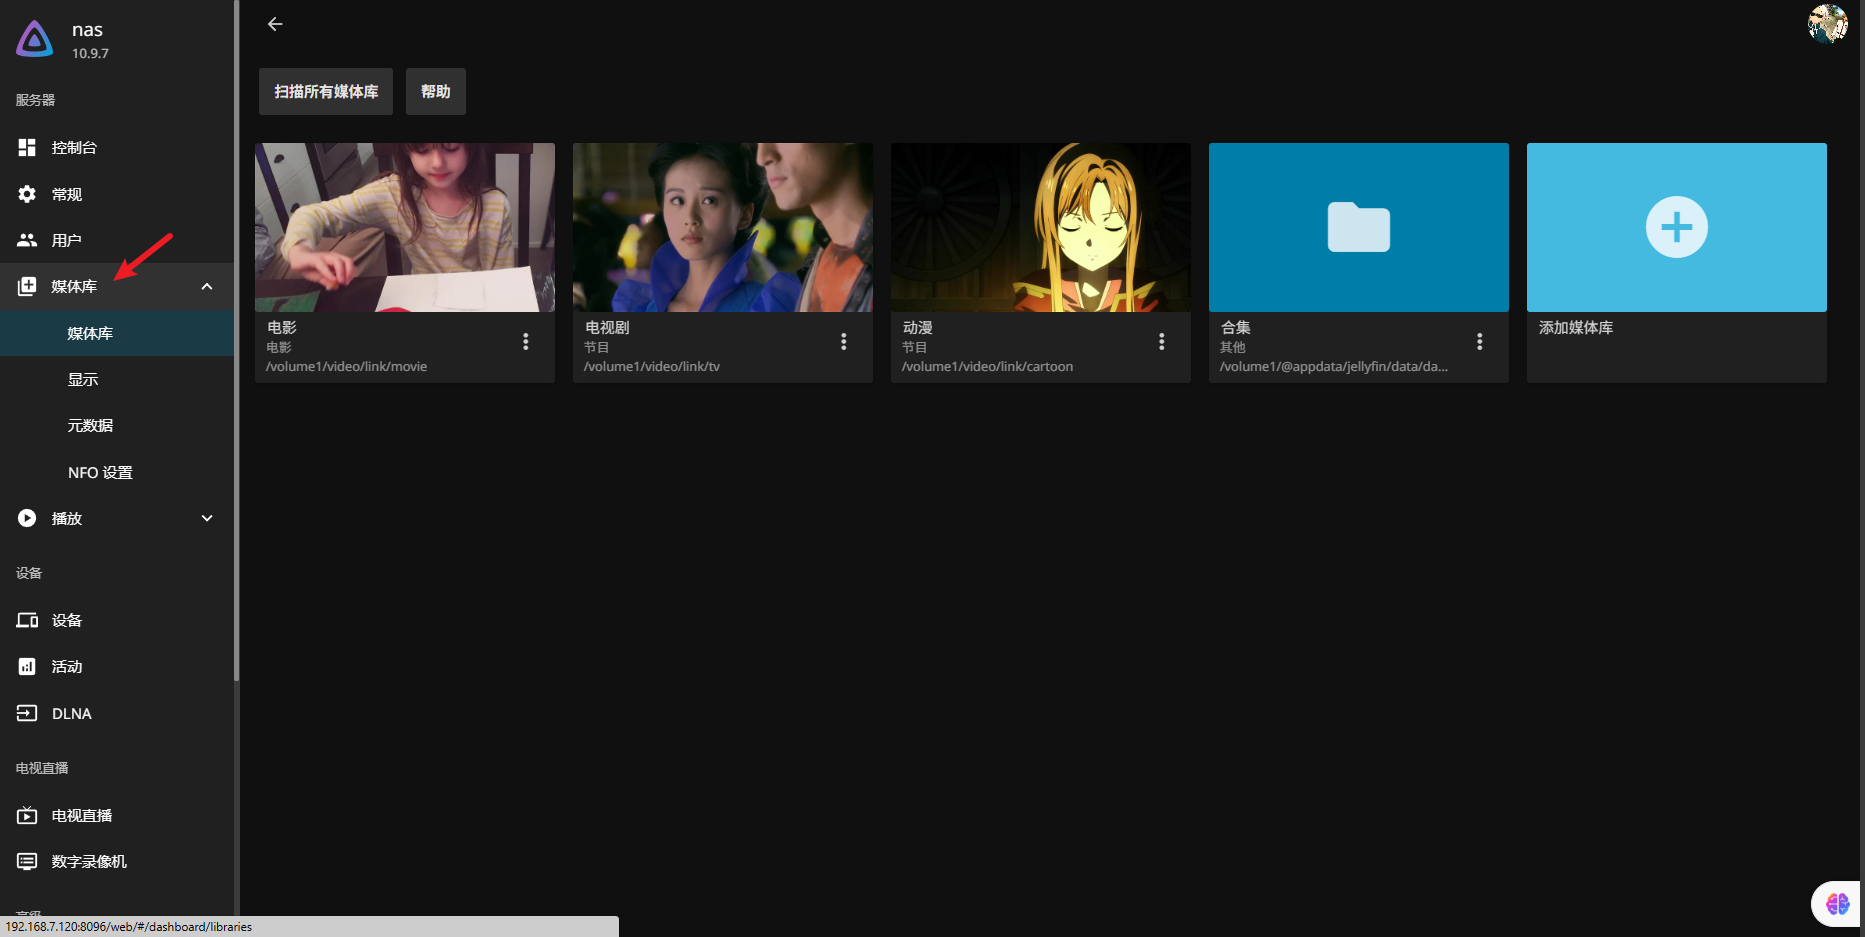 nas
10.9.7
服务器
控制台
常规
用户
媒体库
媒体库
显示
元数据
NFO 设置
播放
设备
设备
活动
DLNA
电视直播
电视直播
数字录像机
高级
192.168.7.120:8096/web/#/dashboard/libraries
扫描所有媒体库
帮助
电影
电影
/volume1/video/link/movie
电视剧
节目
/volume1/video/link/tv
动漫
节目
/volume1/video/link/cartoon
合集
其他
/volume1/@appdata/jellyfin/data/da...
添加媒体库